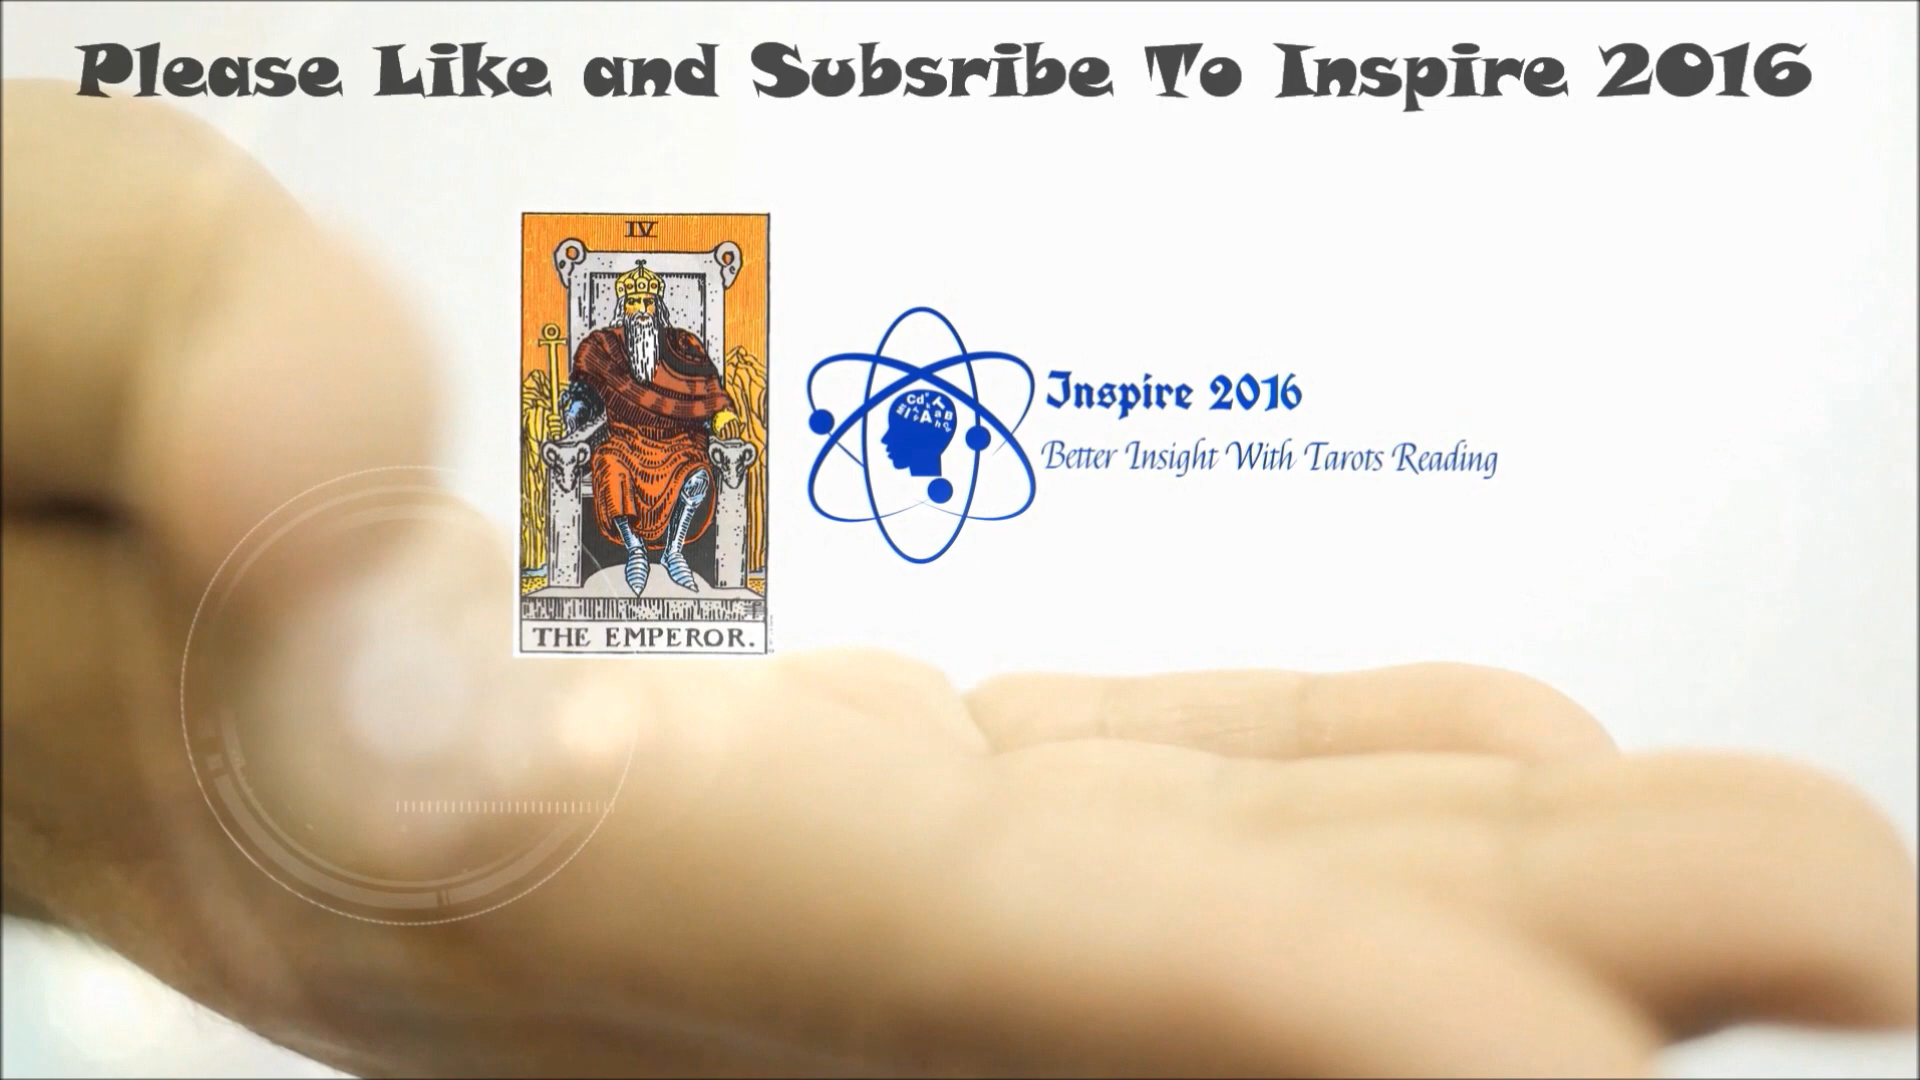 Please Like and Subsribe To Inspire 2016
IV
Inspire 2016
Better Insight With Tarots Reading
THE EMPEROR.